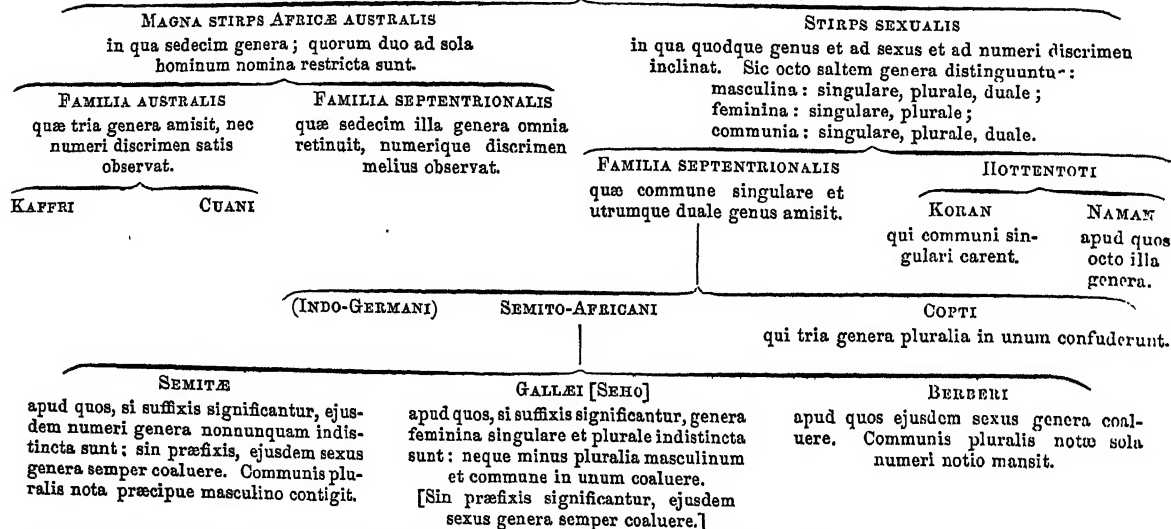 MAGNA STIRPS AFRICÆ AUSTRALIS
in qua sedecim genera; quorum duo ad sola
hominum nomina restricta sunt.
STIRPS SEXUALIS
in qua quodque genus et ad sexus et ad numeri discrimen
inclinat. Sic octo saltem genera distinguuntur:
masculina: singulare, plurale, duale;
feminina: singulare, plurale;
communia: singulare, plurale, duale.
FAMILIA AUSTRALIS
quæ tria genera amisit, nec
numeri discrimen satis
observat.
FAMILIA SEPTENTRIONALIS
quæ sedecim illa genera omnia
retinuit, numerique discrimen
melius observat.
KAFFRI
CUANI
FAMILIA SEPTENTRIONALIS
quæ commune singulare et
utrumque duale genus amisit.
HOTTENTOTI
KORAN
qui communi sin-
gulari carent.
NAMAN
apud quos
octo illa
genera.
(INDO-GERMANI)
SEMITO-AFRICANI
COPTI
qui tria genera pluralia in unum confuderunt.
SEMITÆ
apud quos, si suffixis significantur, ejus-
dem numeri genera nonnunquam indis-
tincta sunt; sin præfixis, ejusdem sexus
genera semper coaluere. Communis plu-
ralis nota præcipue masculino contigit.
GALLÆI [SEHO]
apud quos, si suffixis significantur, genera
feminina singulare et plurale indistincta
sunt: neque minus pluralia masculinum
et commune in unum coaluere.
[Sin præfixis significantur, ejusdem
sexus genera semper coaluere.]
BERBERI
apud quos ejusdem sexus genera coal-
uere. Communis pluralis notæ sola
numeri notio mansit.